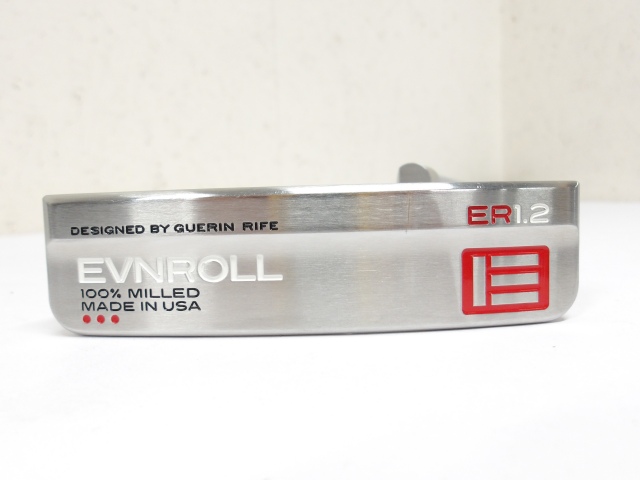 DESIGNED BY GUERIN RIFE
ER1.2
EVNROLL
100% MILLED
MADE IN USA